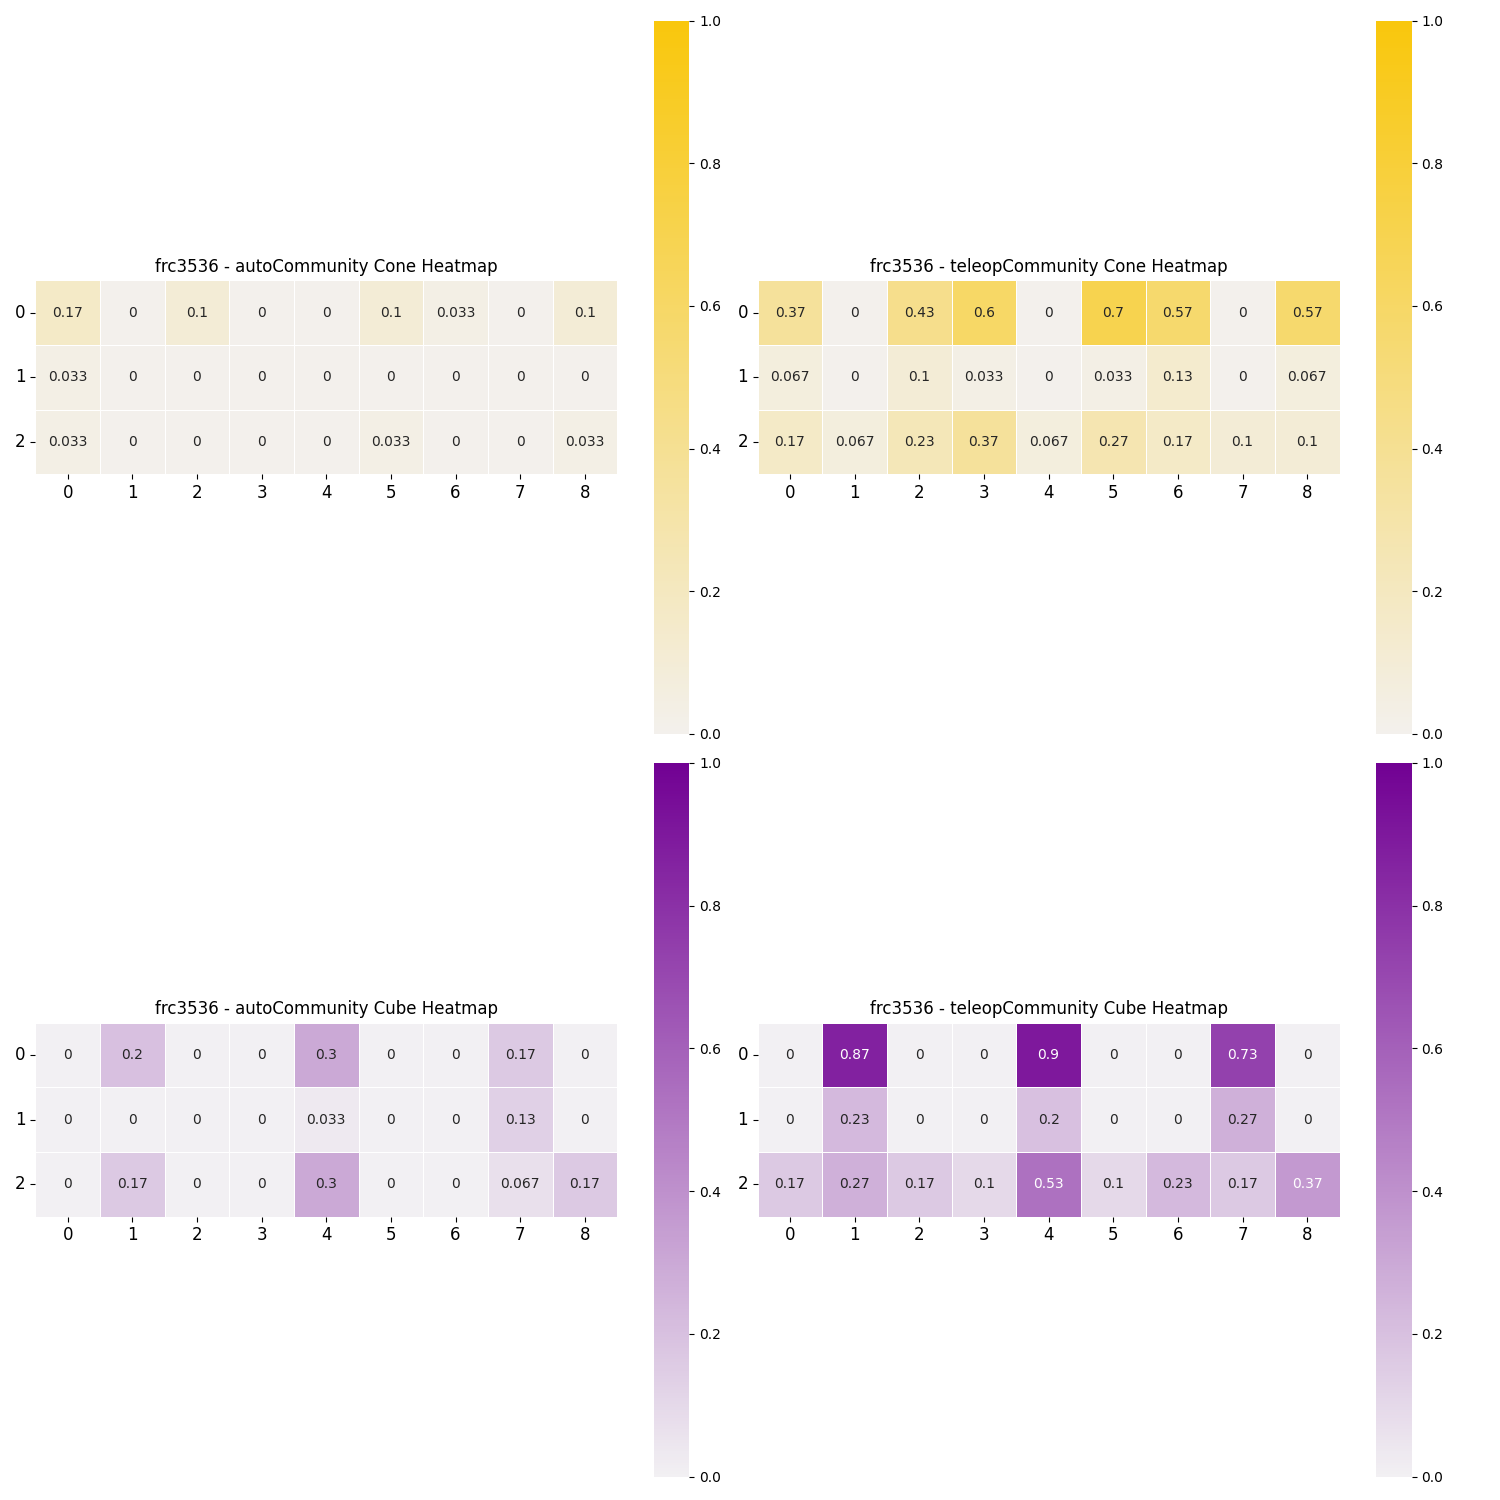 frc3536 - autoCommunity Cone Heatmap
0 0.17 0 0.1 0 0 0.1 0.033 0 0.1
1 0.033 0 0 0 0 0 0 0 0
2 0.033 0 0 0 0 0.033 0 0 0.033
0 1 2 3 4 5 6 7 8
1.0
0.8
0.6
0.4
0.2
0.0
frc3536 - teleopCommunity Cone Heatmap
0 0.37 0 0.43 0.6 0 0.7 0.57 0 0.57
1 0.067 0 0.1 0.033 0 0.033 0.13 0 0.067
2 0.17 0.067 0.23 0.37 0.067 0.27 0.17 0.1 0.1
0 1 2 3 4 5 6 7 8
1.0
0.8
0.6
0.4
0.2
0.0
frc3536 - autoCommunity Cube Heatmap
0 0 0.2 0 0 0.3 0 0 0.17 0
1 0 0 0 0 0.033 0 0 0.13 0
2 0 0.17 0 0 0.3 0 0 0.067 0.17
0 1 2 3 4 5 6 7 8
1.0
0.8
0.6
0.4
0.2
0.0
frc3536 - teleopCommunity Cube Heatmap
0 0 0.87 0 0 0.9 0 0 0.73 0
1 0 0.23 0 0 0.2 0 0 0.27 0
2 0.17 0.27 0.17 0.1 0.53 0.1 0.23 0.17 0.37
0 1 2 3 4 5 6 7 8
1.0
0.8
0.6
0.4
0.2
0.0